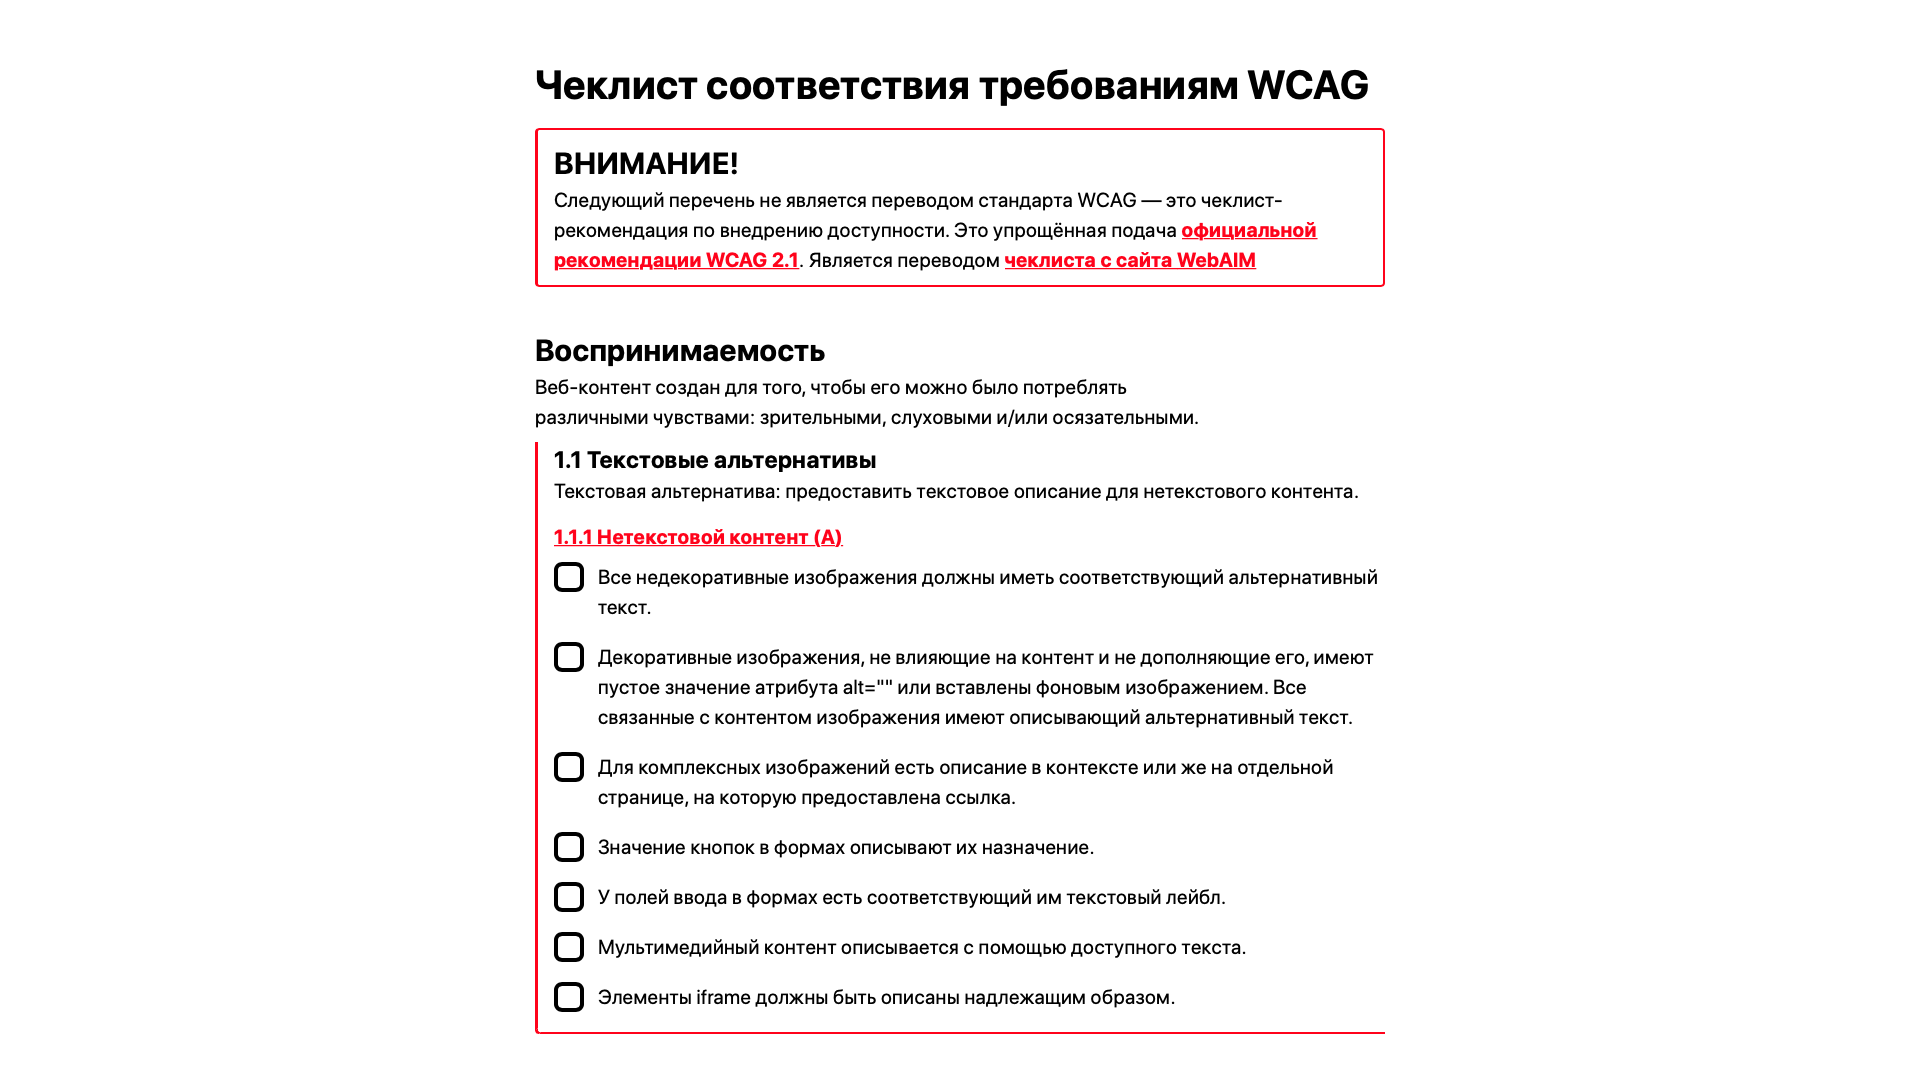 Чеклист соответствия требованиям WCAG
ВНИМАНИЕ!
Следующий перечень не является переводом стандарта WCAG — это чеклист-
рекомендация по внедрению доступности. Это упрощённая подача официальной
рекомендации WCAG 2.1. Является переводом чеклиста с сайта WebAIM
Воспринимаемость
Веб-контент создан для того, чтобы его можно было потреблять
различными чувствами: зрительными, слуховыми и/или осязательными.
1.1 Текстовые альтернативы
Текстовая альтернатива: предоставить текстовое описание для нетекстового контента.
1.1.1 Нетекстовой контент (A)
Все недекоративные изображения должны иметь соответствующий альтернативный
текст.
Декоративные изображения, не влияющие на контент и не дополняющие его, имеют
пустое значение атрибута alt="" или вставлены фоновым изображением. Все
связанные с контентом изображения имеют описывающий альтернативный текст.
Для комплексных изображений есть описание в контексте или же на отдельной
странице, на которую предоставлена ссылка.
Значение кнопок в формах описывают их назначение.
У полей ввода в формах есть соответствующий им текстовый лейбл.
Мультимедийный контент описывается с помощью доступного текста.
Элементы iframe должны быть описаны надлежащим образом.